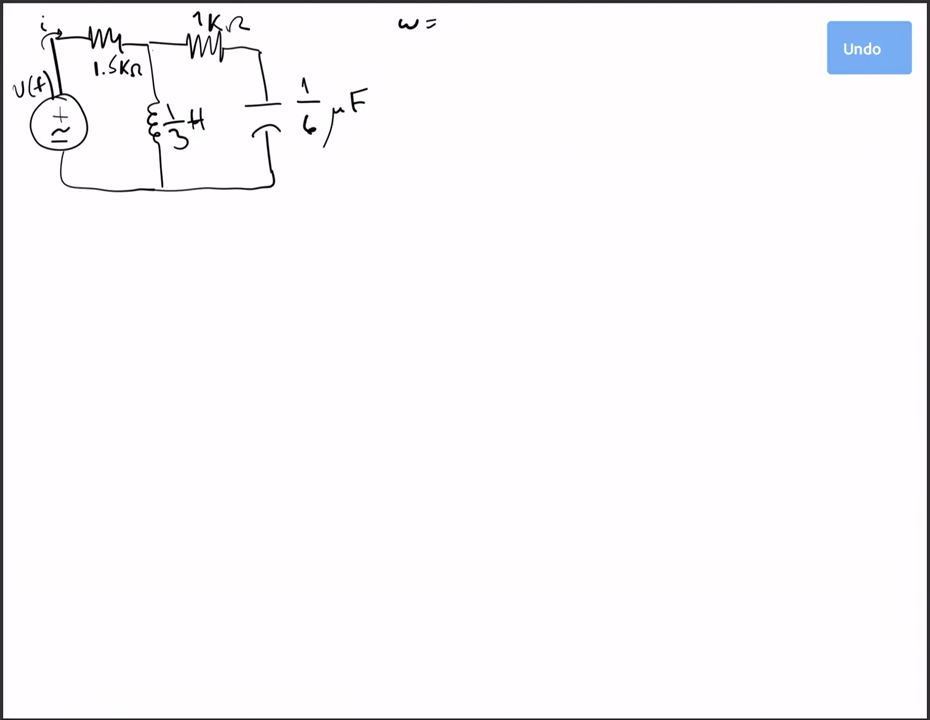 i
1KΩ
ω =
Undo
1.5KΩ
V(t)
1/3 H
1/6 μF
+